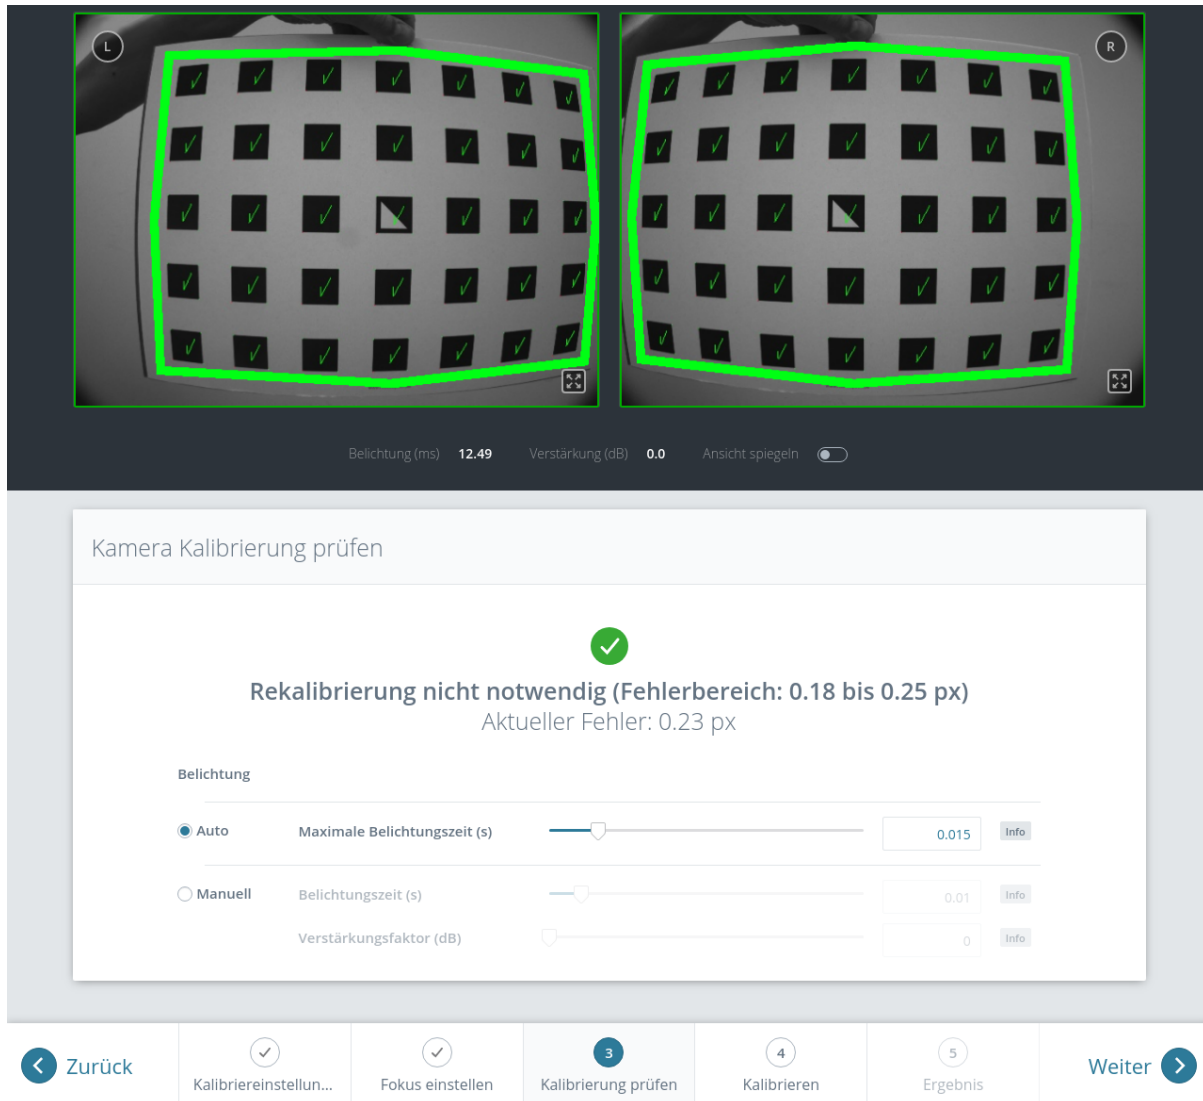 L
R
Belichtung (ms) 12.49 Verstärkung (dB) 0.0 Ansicht spiegeln
Kamera Kalibrierung prüfen
Rekalibrierung nicht notwendig (Fehlerbereich: 0.18 bis 0.25 px)
Aktueller Fehler: 0.23 px
Belichtung
Auto Maximale Belichtungszeit (s) 0.015 Info
Manuell Belichtungszeit (s) 0.01 Info
Verstärkungsfaktor (dB) 0 Info
Zurück
Kalibriereinstellun...
Fokus einstellen
3
Kalibrierung prüfen
4
Kalibrieren
5
Ergebnis
Weiter